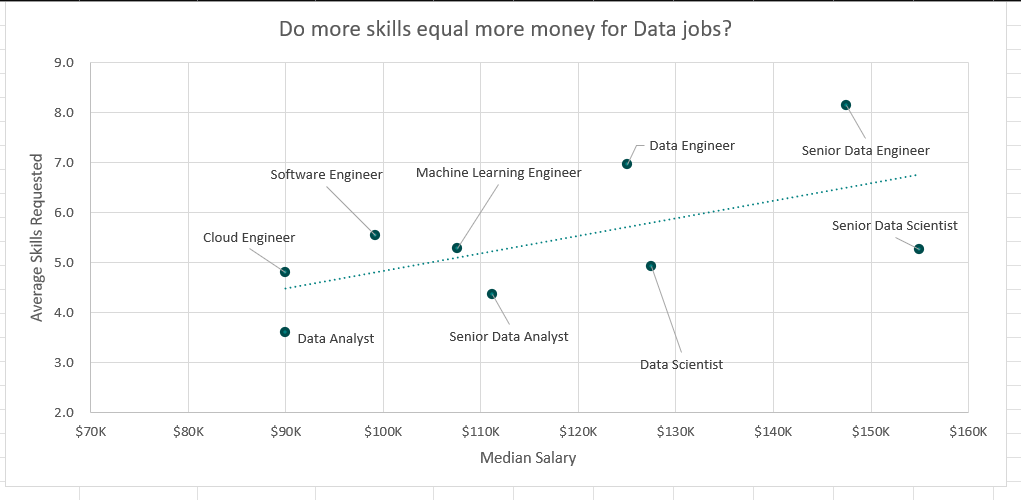 Do more skills equal more money for Data jobs?
9.0
8.0
7.0
6.0
5.0
4.0
3.0
2.0
Average Skills Requested
Data Engineer
Senior Data Engineer
Software Engineer
Machine Learning Engineer
Cloud Engineer
Senior Data Scientist
Data Analyst
Senior Data Analyst
Data Scientist
$70K
$80K
$90K
$100K
$110K
$120K
$130K
$140K
$150K
$160K
Median Salary